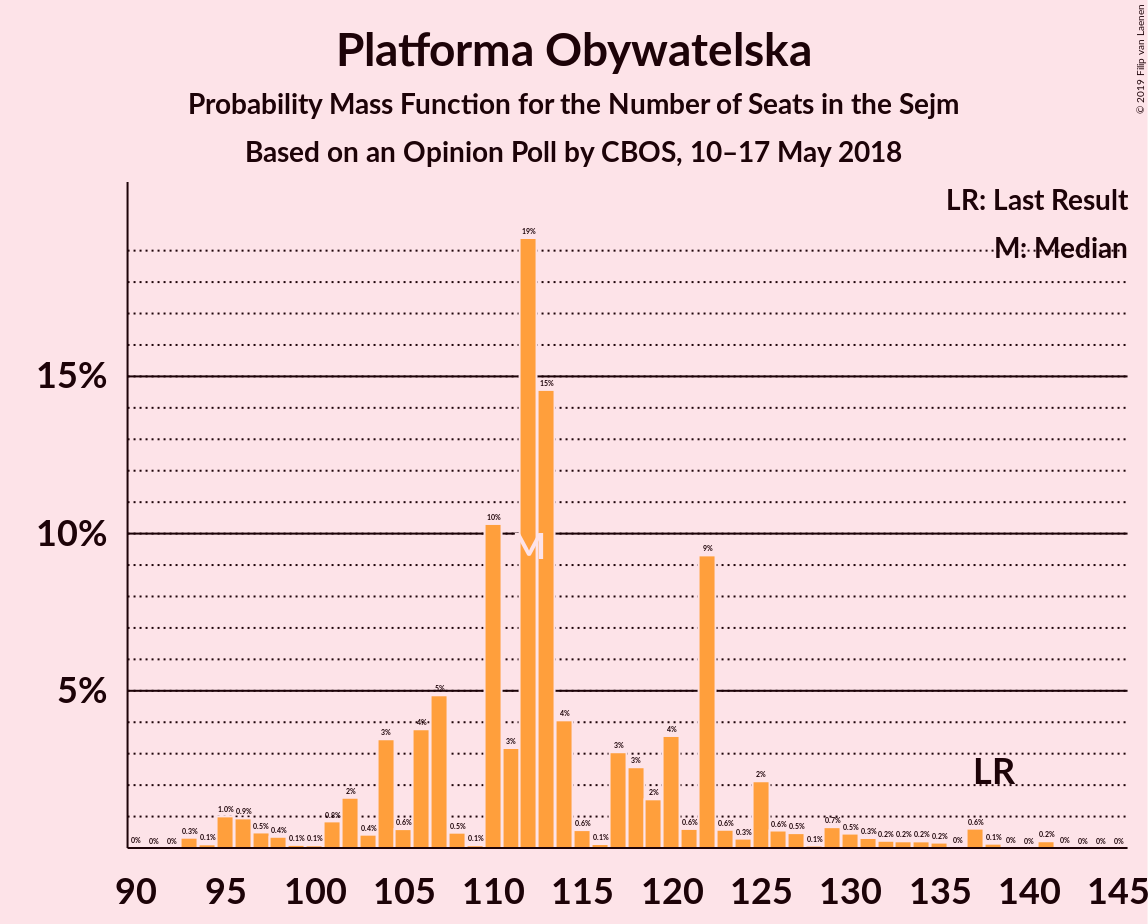 Platforma Obywatelska
Probability Mass Function for the Number of Seats in the Sejm
Based on an Opinion Poll by CBOS, 10–17 May 2018
© 2019 Filip van Laenen
LR: Last Result
M: Median
15%
10%
5%
0% 0% 0% 0.3% 0.1% 1.0% 0.9% 0.5% 0.4% 0.1% 0.1% 0.8% 2% 0.4% 3% 0.6% 4% 5% 0.5% 0.1% 10% 3% 19% 15% 4% 0.6% 0.1% 3% 3% 2% 4% 0.6% 9% 0.6% 0.3% 2% 0.6% 0.5% 0.1% 0.7% 0.5% 0.3% 0.2% 0.2% 0.2% 0.2% 0% 0.6% 0.1% 0% 0% 0.2% 0% 0% 0% 0%
M
LR
90 95 100 105 110 115 120 125 130 135 140 145